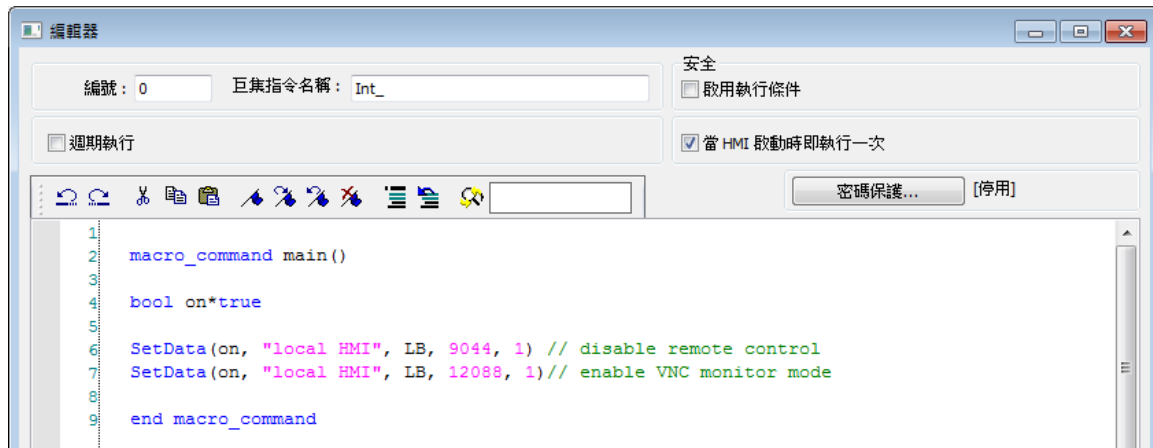 編輯器
編號： 0 巨集指令名稱： Int_
安全
啟用執行條件
週期執行
當 HMI 啟動時即執行一次
密碼保護... [停用]
1
2 macro_command main()
3
4 bool on*true
5
6 SetData(on, "local HMI", LB, 9044, 1) // disable remote control
7 SetData(on, "local HMI", LB, 12088, 1)// enable VNC monitor mode
8
9 end macro_command